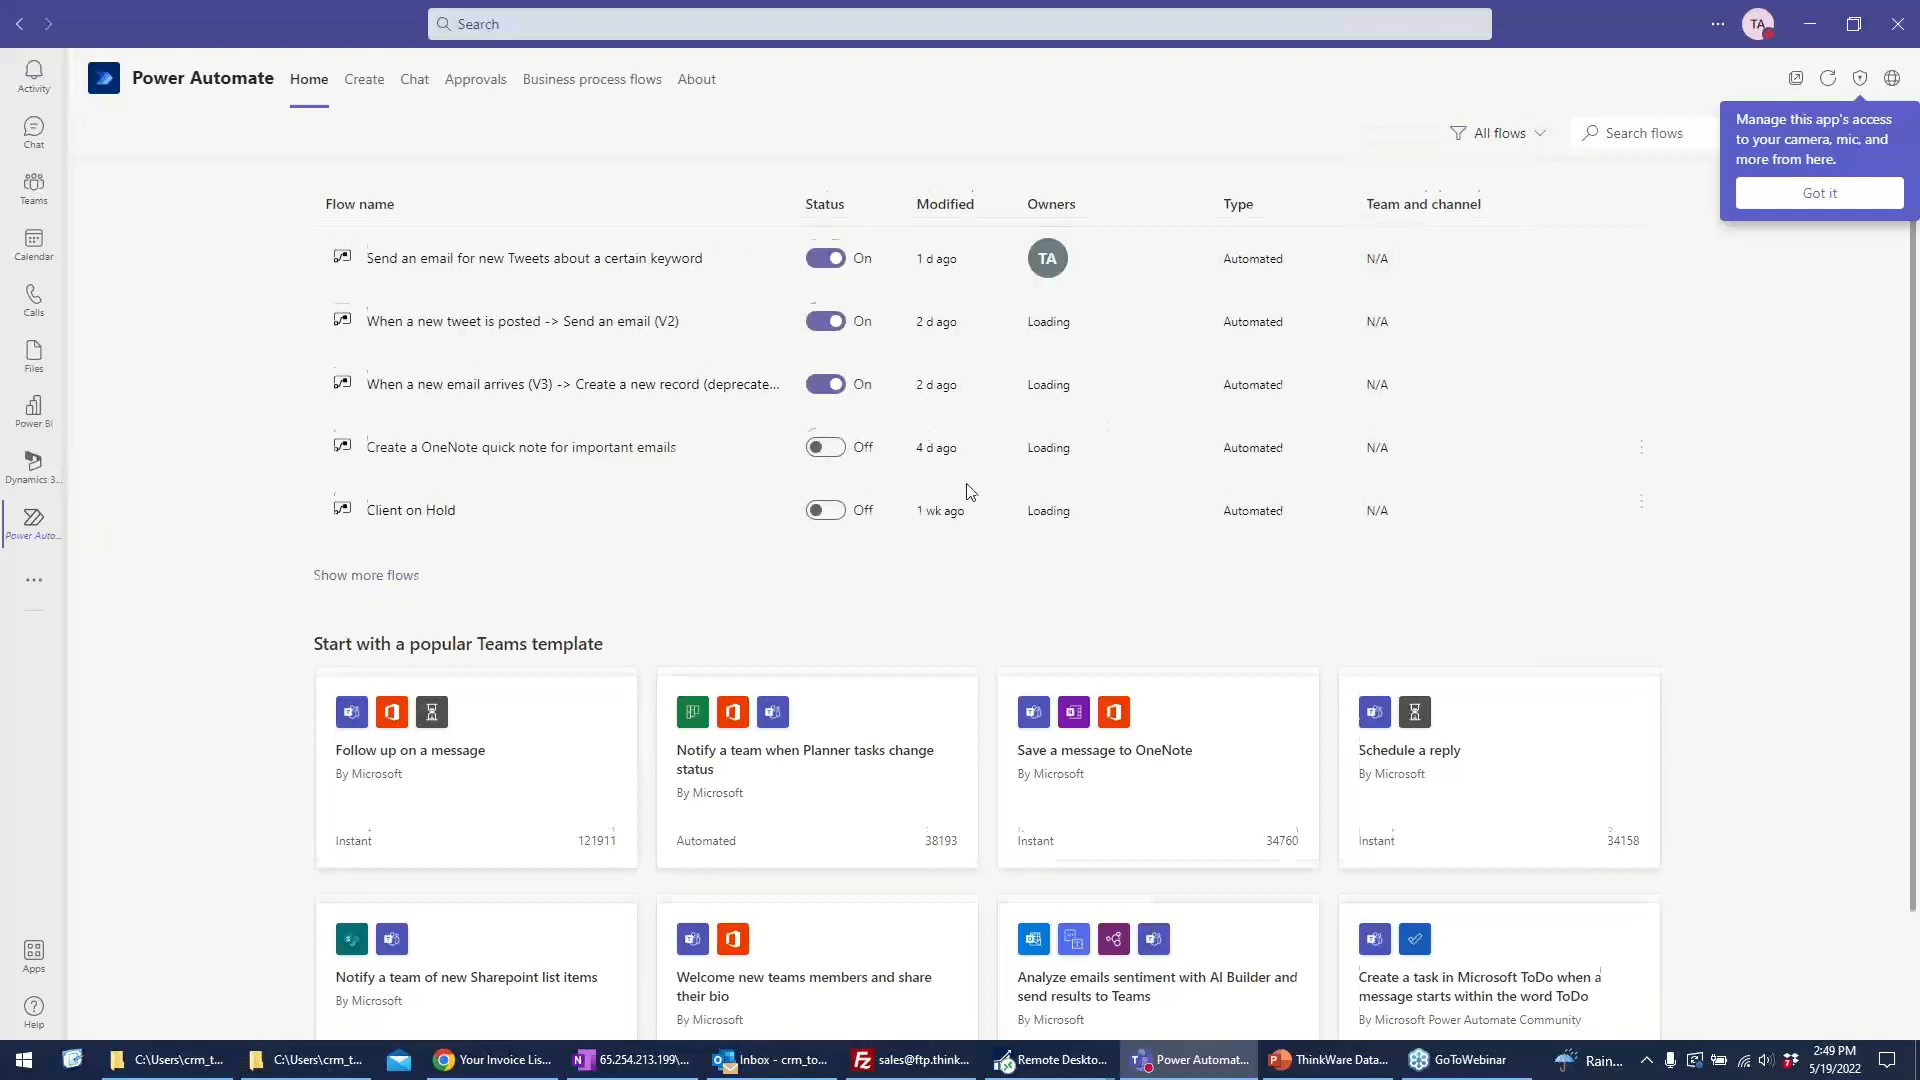 Search
TA
Activity
Chat
Teams
Calendar
Calls
Files
Power BI
Dynamics 3...
Power Auto...
Apps
Help
Power Automate
Home
Create
Chat
Approvals
Business process flows
About
All flows
Search flows
Manage this app's access
to your camera, mic, and
more from here.
Got it
Flow name
Status
Modified
Owners
Type
Team and channel
Send an email for new Tweets about a certain keyword
On
1 d ago
TA
Automated
N/A
When a new tweet is posted -> Send an email (V2)
On
2 d ago
Loading
Automated
N/A
When a new email arrives (V3) -> Create a new record (deprecate...
On
2 d ago
Loading
Automated
N/A
Create a OneNote quick note for important emails
Off
4 d ago
Loading
Automated
N/A
Client on Hold
Off
1 wk ago
Loading
Automated
N/A
Show more flows
Start with a popular Teams template
Follow up on a message
By Microsoft
Instant
121911
Notify a team when Planner tasks change
status
By Microsoft
Automated
38193
Save a message to OneNote
By Microsoft
Instant
34760
Schedule a reply
By Microsoft
Instant
34158
Notify a team of new Sharepoint list items
By Microsoft
Welcome new teams members and share
their bio
By Microsoft
Analyze emails sentiment with AI Builder and
send results to Teams
By Microsoft
Create a task in Microsoft ToDo when a
message starts within the word ToDo
By Microsoft Power Automate Community
C:\Users\crm_t...
C:\Users\crm_t...
Your Invoice Lis...
65.254.213.199\...
Inbox - crm_to...
sales@ftp.think...
Remote Deskto...
Power Automat...
ThinkWare Data...
GoToWebinar
Rain...
2:49 PM
5/19/2022